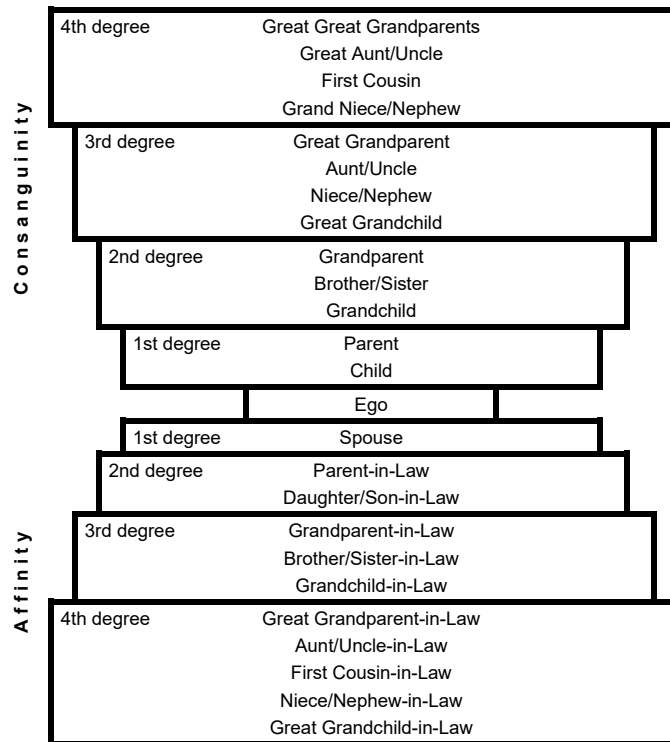 Consanguinity
4th degree Great Great Grandparents
Great Aunt/Uncle
First Cousin
Grand Niece/Nephew
3rd degree Great Grandparent
Aunt/Uncle
Niece/Nephew
Great Grandchild
2nd degree Grandparent
Brother/Sister
Grandchild
1st degree Parent
Child
Ego
Affinity
1st degree Spouse
2nd degree Parent-in-Law
Daughter/Son-in-Law
3rd degree Grandparent-in-Law
Brother/Sister-in-Law
Grandchild-in-Law
4th degree Great Grandparent-in-Law
Aunt/Uncle-in-Law
First Cousin-in-Law
Niece/Nephew-in-Law
Great Grandchild-in-Law